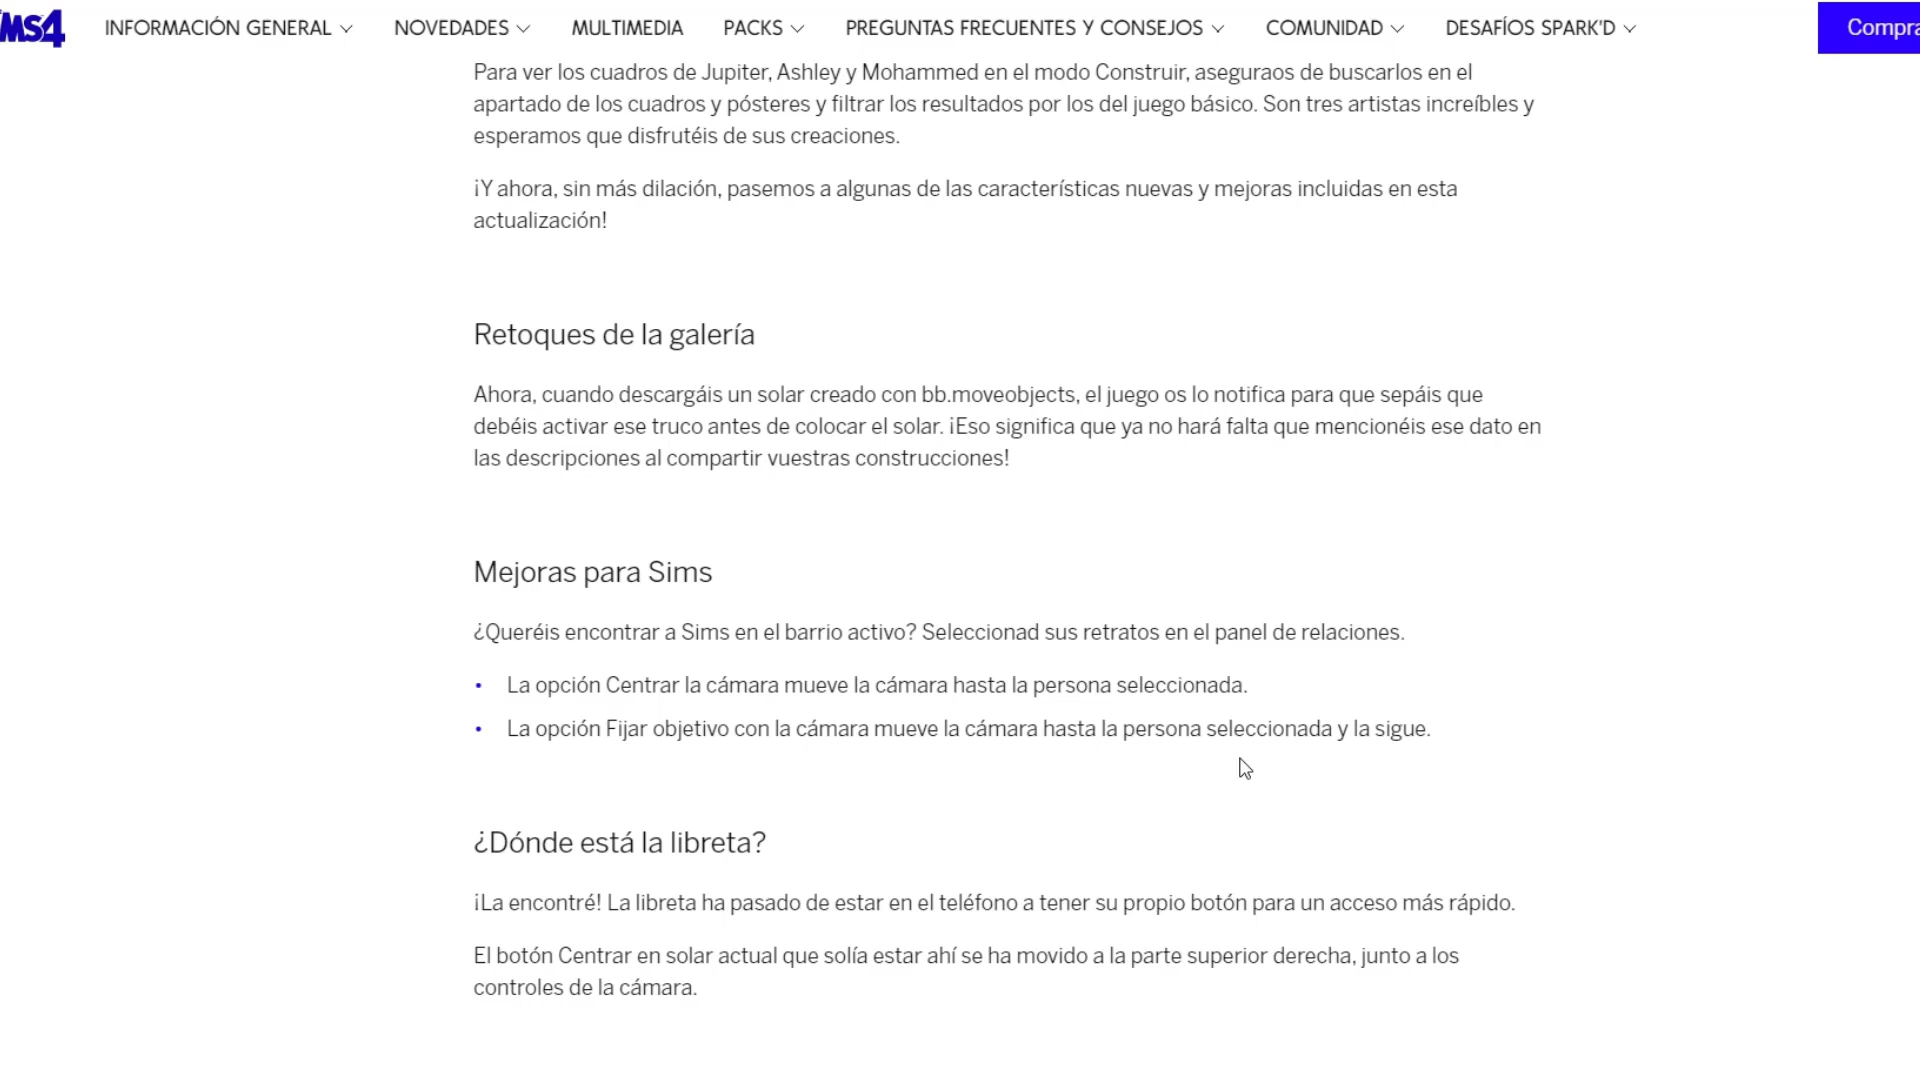 MS4 INFORMACIÓN GENERAL NOVEDADES MULTIMEDIA PACKS PREGUNTAS FRECUENTES Y CONSEJOS COMUNIDAD DESAFÍOS SPARK'D Compra
Para ver los cuadros de Jupiter, Ashley y Mohammed en el modo Construir, aseguraos de buscarlos en el
apartado de los cuadros y pósteres y filtrar los resultados por los del juego básico. Son tres artistas increíbles y
esperamos que disfrutéis de sus creaciones.
¡Y ahora, sin más dilación, pasemos a algunas de las características nuevas y mejoras incluidas en esta
actualización!
Retoques de la galería
Ahora, cuando descargáis un solar creado con bb.moveobjects, el juego os lo notifica para que sepáis que
debéis activar ese truco antes de colocar el solar. ¡Eso significa que ya no hará falta que mencionéis ese dato en
las descripciones al compartir vuestras construcciones!
Mejoras para Sims
¿Queréis encontrar a Sims en el barrio activo? Seleccionad sus retratos en el panel de relaciones.
• La opción Centrar la cámara mueve la cámara hasta la persona seleccionada.
• La opción Fijar objetivo con la cámara mueve la cámara hasta la persona seleccionada y la sigue.
¿Dónde está la libreta?
¡La encontré! La libreta ha pasado de estar en el teléfono a tener su propio botón para un acceso más rápido.
El botón Centrar en solar actual que solía estar ahí se ha movido a la parte superior derecha, junto a los
controles de la cámara.